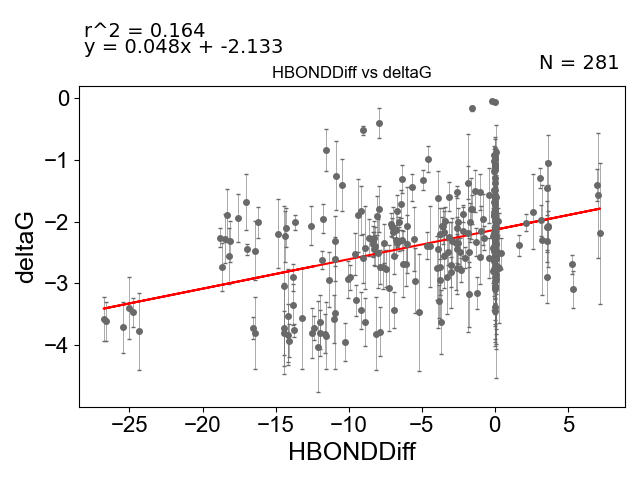 r^2 = 0.164
y = 0.048x + -2.133
N = 281
HBONDDiff vs deltaG
0
−1
−2
−3
−4
deltaG
−25 −20 −15 −10 −5 0 5
HBONDDiff